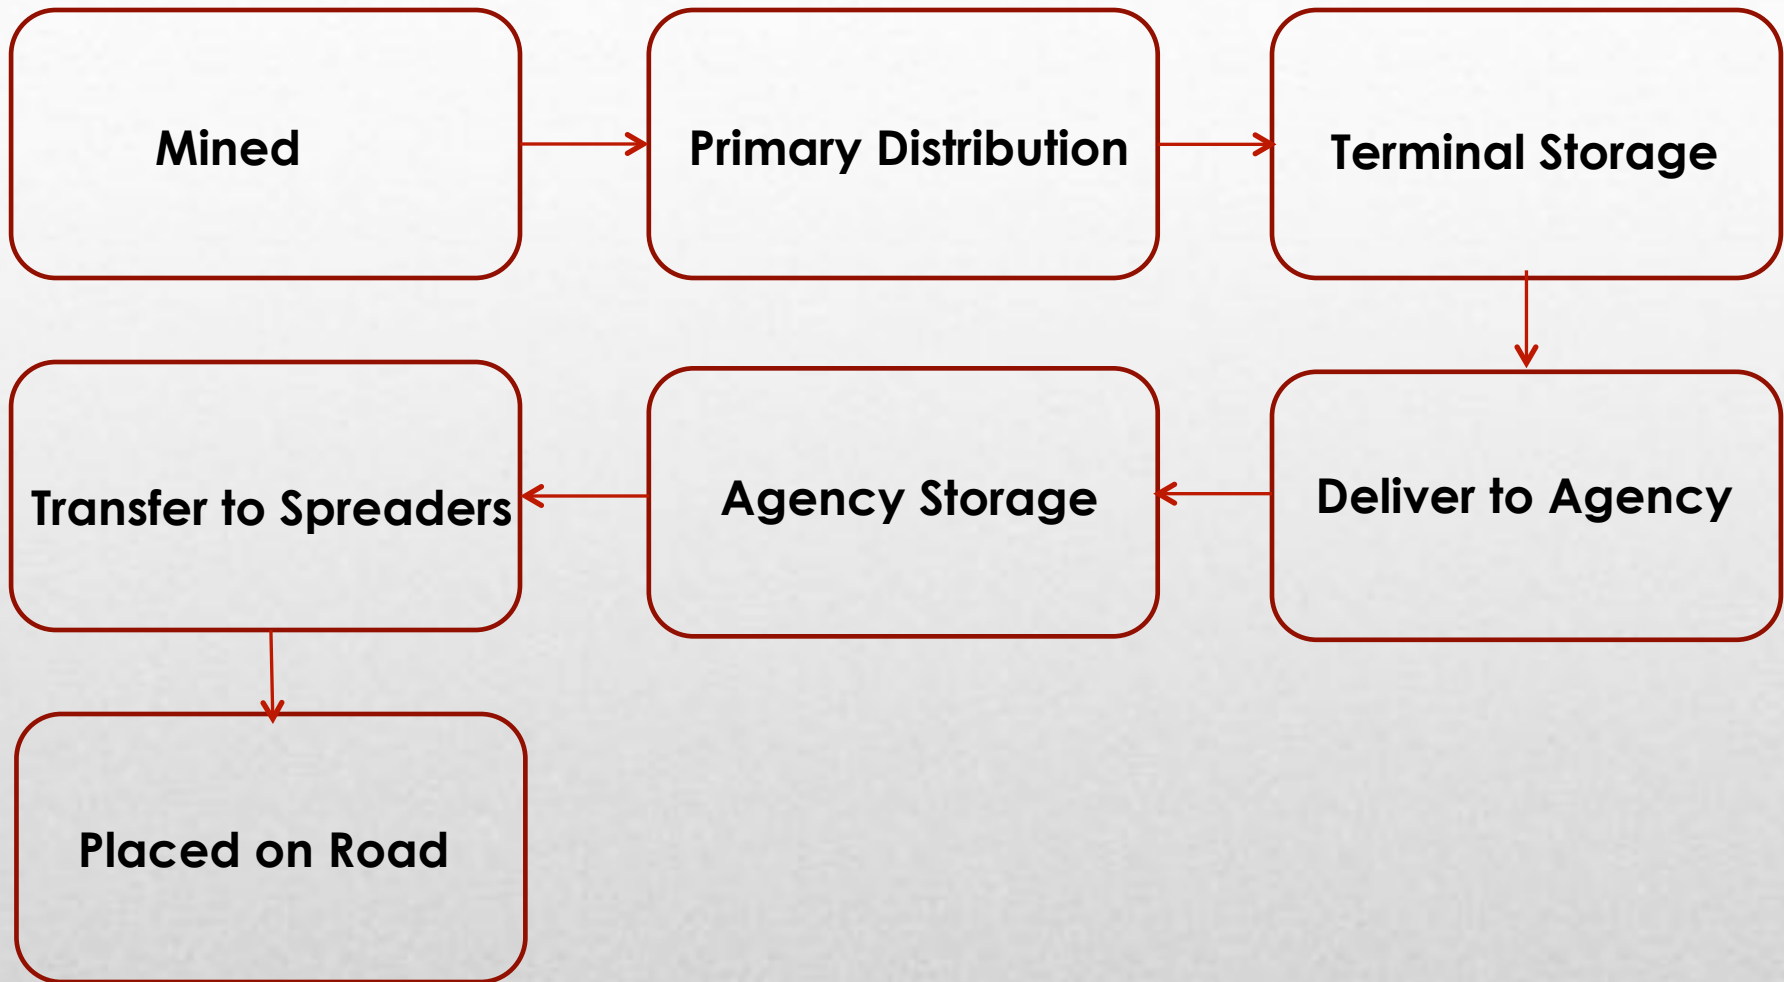 Mined
Primary Distribution
Terminal Storage
Deliver to Agency
Agency Storage
Transfer to Spreaders
Placed on Road